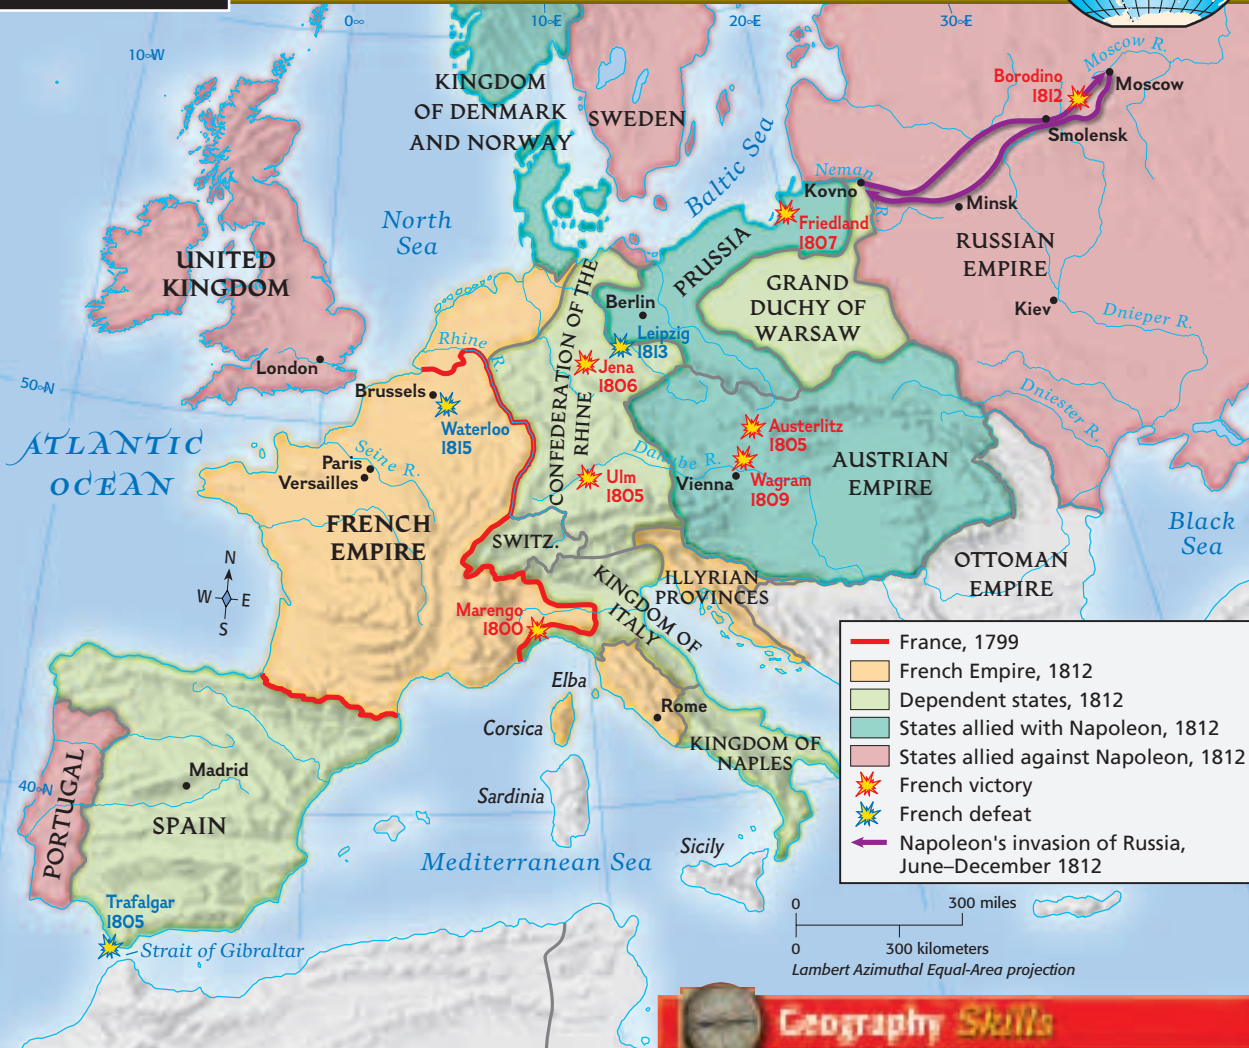 0°
10°E
20°E
30°E
10°W
50°N
40°N
KINGDOM
OF DENMARK
AND NORWAY
SWEDEN
Baltic Sea
North
Sea
Moscow R.
Borodino
1812
Moscow
Smolensk
Neman
R.
Kovno
Minsk
Friedland
1807
RUSSIAN
EMPIRE
UNITED
KINGDOM
London
PRUSSIA
GRAND
DUCHY OF
WARSAW
Kiev
Dnieper R.
Berlin
Leipzig
1813
CONFEDERATION OF THE
RHINE
Jena
1806
Rhine R.
Brussels
Waterloo
1815
Dniester R.
ATLANTIC
OCEAN
Seine R.
Paris
Versailles
Danube R.
Austerlitz
1805
Ulm
1805
Vienna
Wagram
1809
AUSTRIAN
EMPIRE
FRENCH
EMPIRE
SWITZ.
Black
Sea
OTTOMAN
EMPIRE
ILLYRIAN
PROVINCES
KINGDOM OF
ITALY
Marengo
1800
N
W
E
S
Elba
Corsica
Rome
KINGDOM OF
NAPLES
Sardinia
Sicily
Madrid
SPAIN
PORTUGAL
Mediterranean Sea
Trafalgar
1805
Strait of Gibraltar
France, 1799
French Empire, 1812
Dependent states, 1812
States allied with Napoleon, 1812
States allied against Napoleon, 1812
French victory
French defeat
Napoleon's invasion of Russia,
June–December 1812
0
300 miles
0
300 kilometers
Lambert Azimuthal Equal-Area projection
Geography Skills